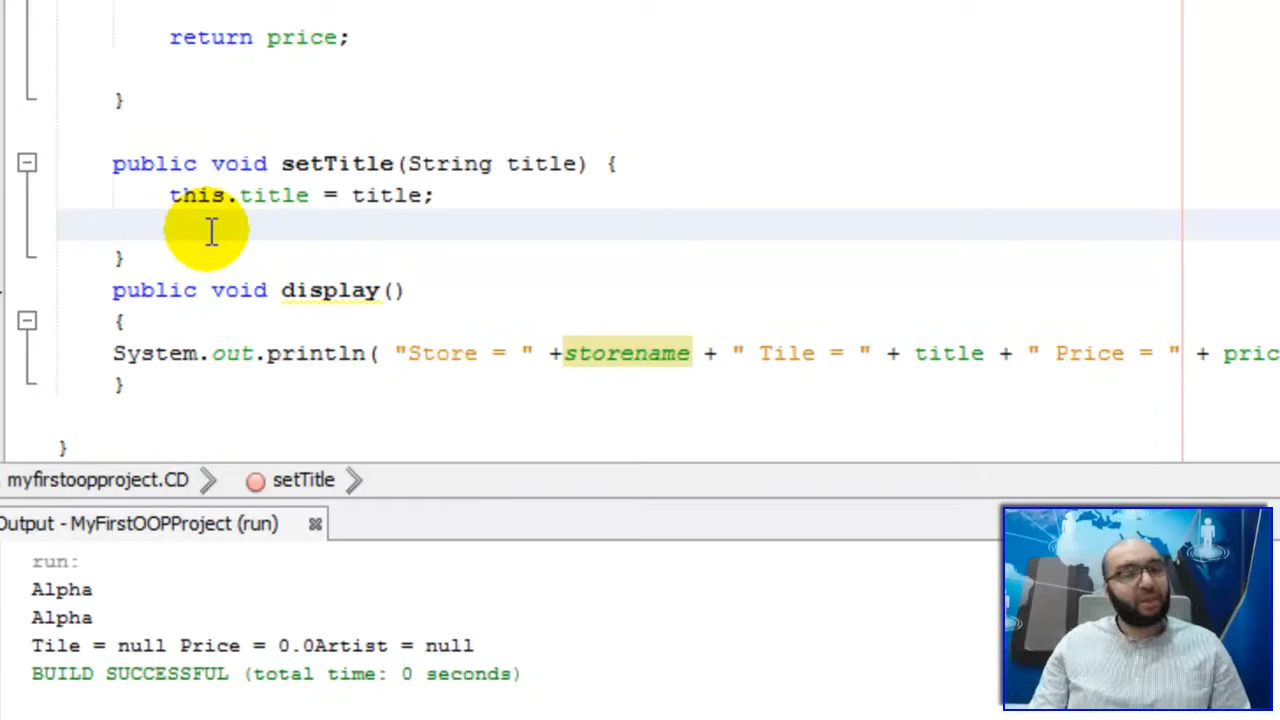 return price;
}
public void setTitle(String title) {
this.title = title;
}
public void display()
{
System.out.println( "Store = " +storename + " Tile = " + title + " Price = " + pric
}
}
myfirstoopproject.CD setTitle
Output - MyFirstOOPProject (run)
run:
Alpha
Alpha
Tile = null Price = 0.0Artist = null
BUILD SUCCESSFUL (total time: 0 seconds)